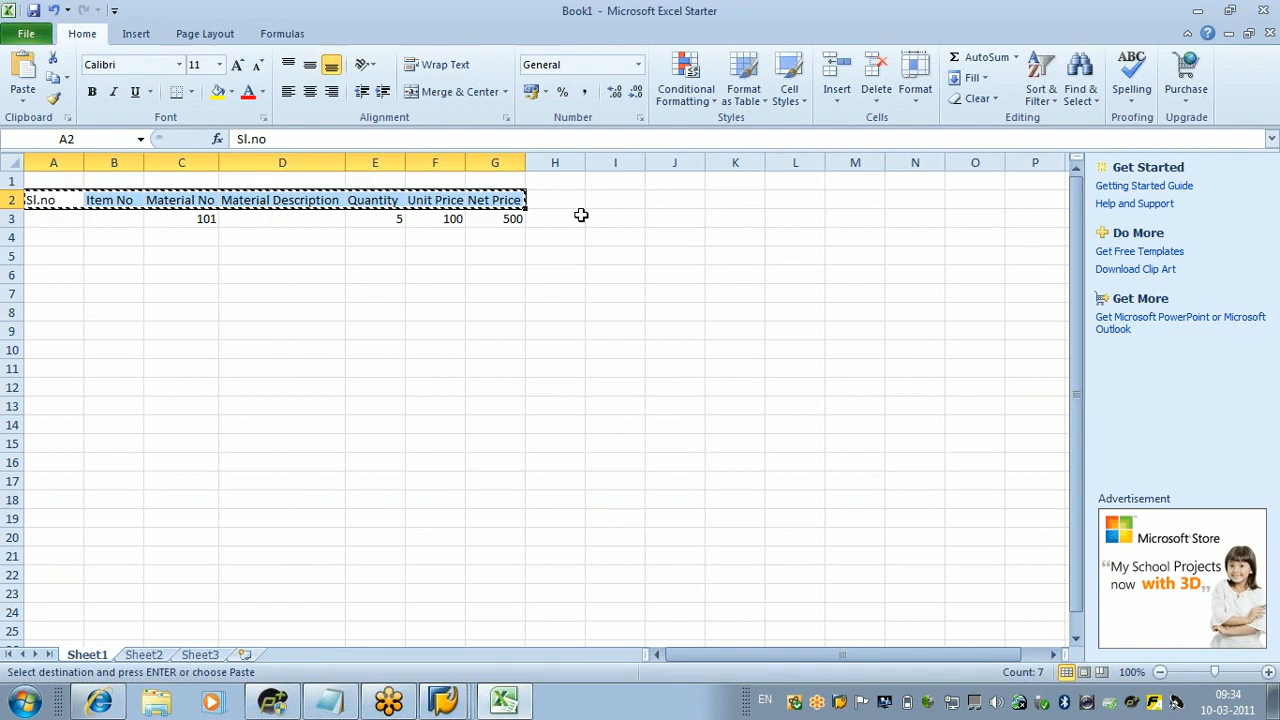 Book1 - Microsoft Excel Starter
File Home Insert Page Layout Formulas
Paste
Calibri 11
B I U
Wrap Text
Merge & Center
General
Conditional Formatting
Format as Table
Cell Styles
Insert Delete Format
AutoSum
Fill
Clear
Sort & Filter
Find & Select
ABC
Spelling
Purchase
Clipboard Font Alignment Number Styles Cells Editing Proofing Upgrade
A2 fx Sl.no
A B C D E F G H I J K L M N O P
1
2 Sl.no Item No Material No Material Description Quantity Unit Price Net Price
3 101 5 100 500
4
5
6
7
8
9
10
11
12
13
14
15
16
17
18
19
20
21
22
23
24
25
Get Started
Getting Started Guide
Help and Support
Do More
Get Free Templates
Download Clip Art
Get More
Get Microsoft PowerPoint or Microsoft
Outlook
Advertisement
Microsoft Store
"My School Projects
now with 3D"
Sheet1 Sheet2 Sheet3
Select destination and press ENTER or choose Paste Count: 7 100%
EN 09:34
10-03-2011